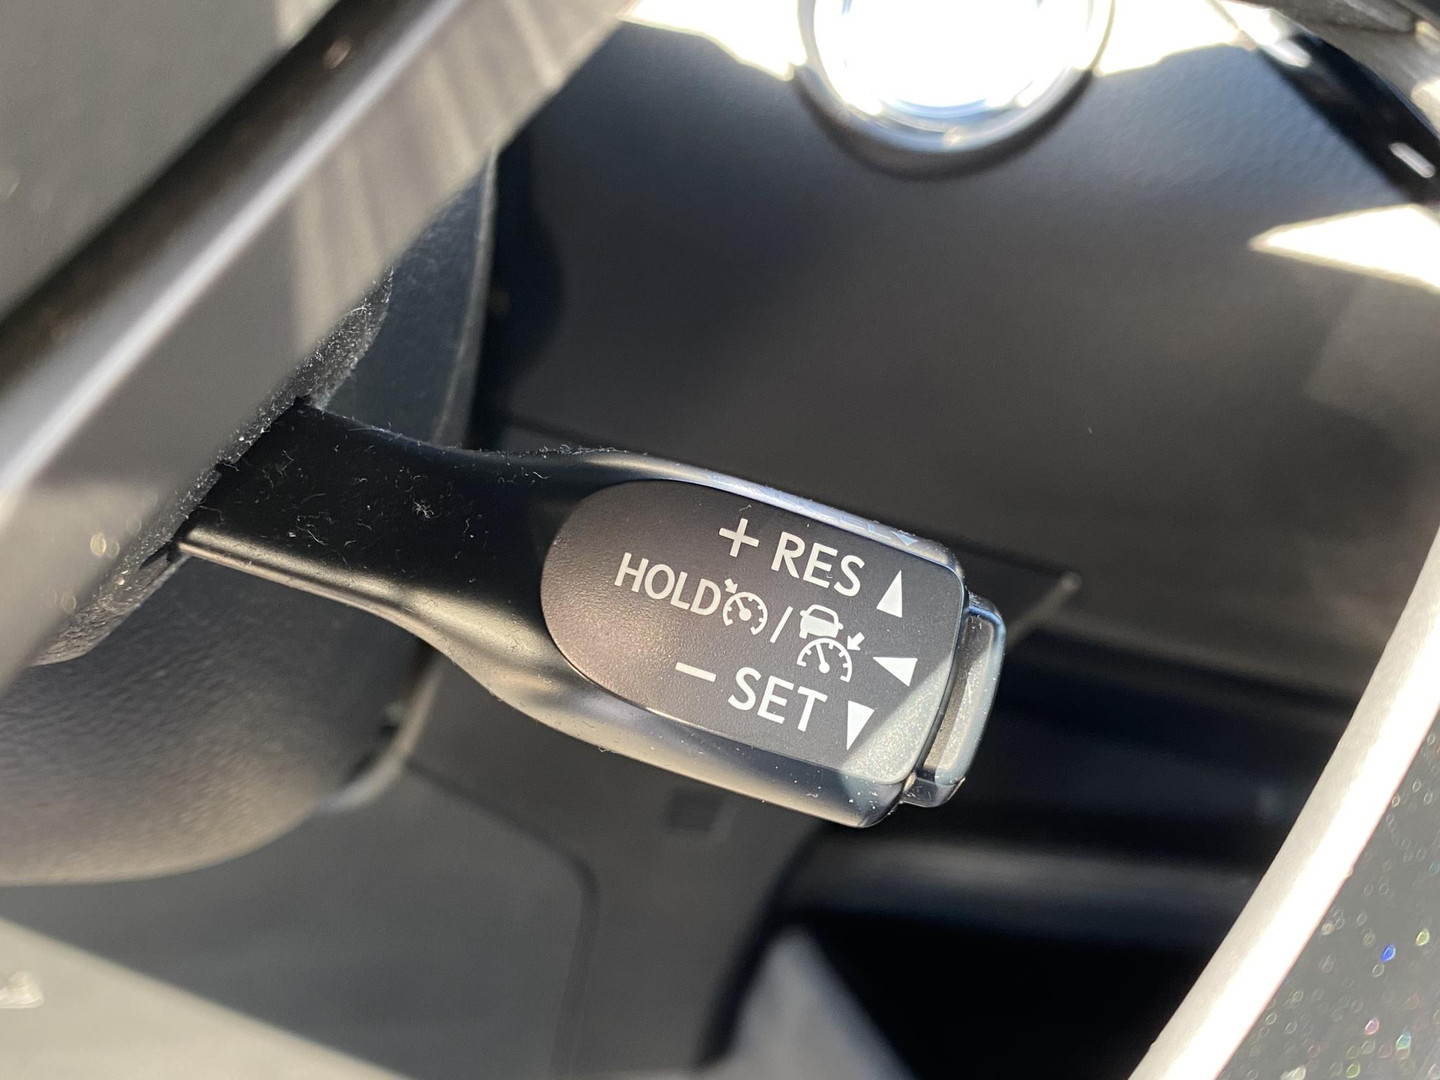 + RES
HOLD /
− SET